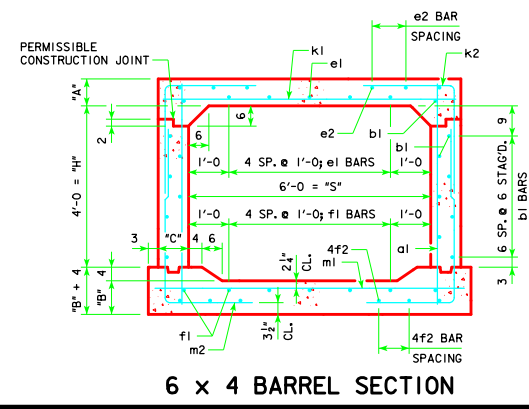 e2 BAR
SPACING
PERMISSIBLE
CONSTRUCTION JOINT
k1
e1
k2
"A"
6
e2
b1
9
2
6
b1
1'-0
4 SP. @ 1'-0; e1 BARS
1'-0
4'-0 = "H"
6'-0 = "S"
6 SP. @ 6 STAG'D.
b1 BARS
1'-0
4 SP. @ 1'-0; f1 BARS
1'-0
3
"C"
4
6
a1
4f2
2 1/4"
CL.
m1
4
3
"B" + 4
"B"
f1
m2
3 1/2"
CL.
4f2 BAR
SPACING
6 x 4 BARREL SECTION